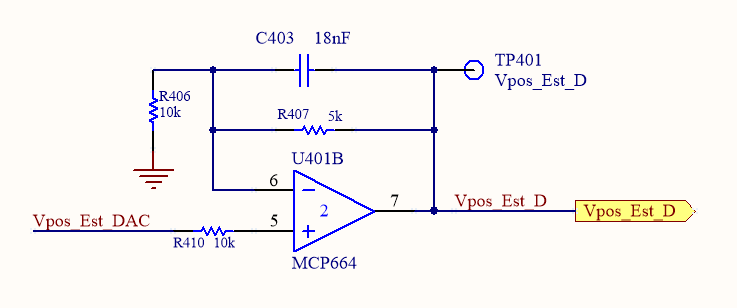 C403 18nF
TP401
Vpos_Est_D
R406
10k
R407 5k
U401B
6
7
2
5
Vpos_Est_D
Vpos_Est_D
Vpos_Est_DAC
R410 10k
MCP664